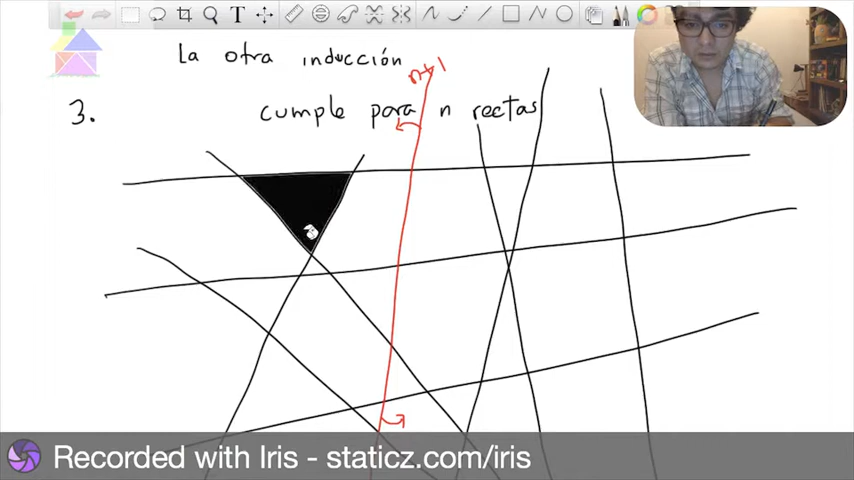 La otra inducción
n+1
3. cumple para n rectas
Recorded with Iris - staticz.com/iris